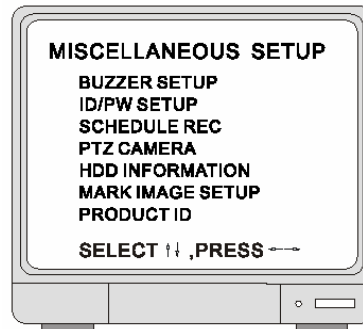 MISCELLANEOUS SETUP
BUZZER SETUP
ID/PW SETUP
SCHEDULE REC
PTZ CAMERA
HDD INFORMATION
MARK IMAGE SETUP
PRODUCT ID
SELECT ↑↓ ,PRESS ←→